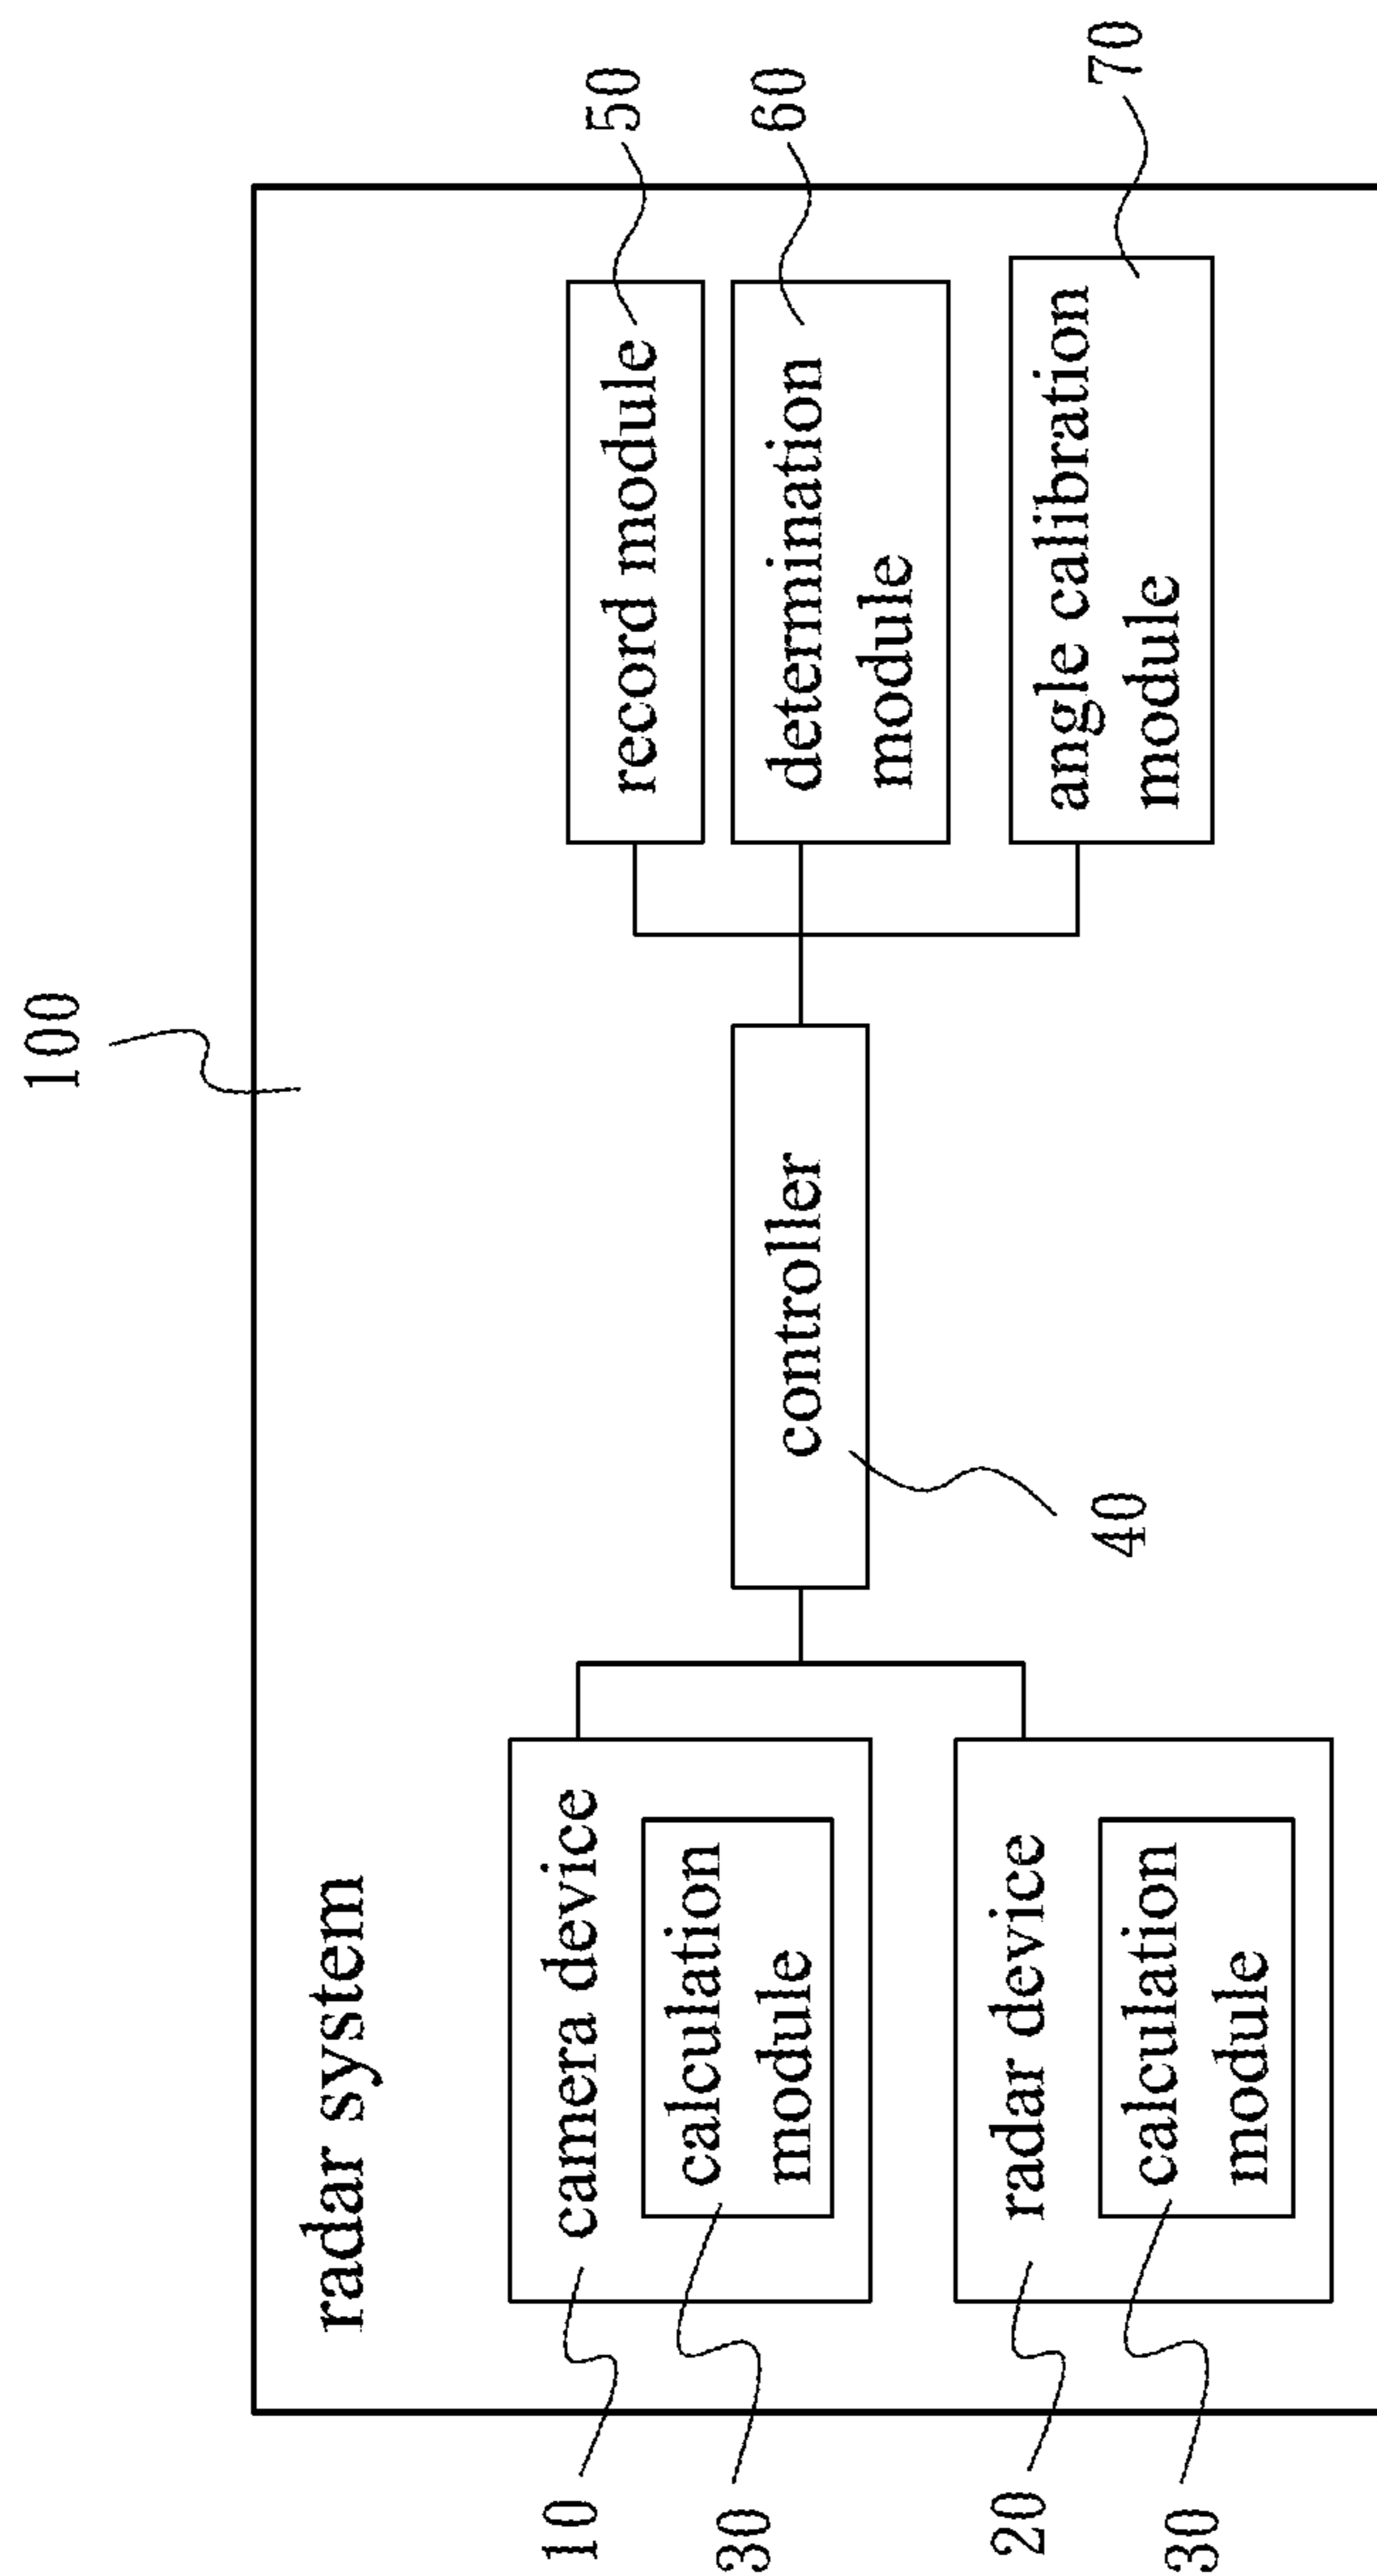 100
radar system
10
camera device
30
calculation
module
20
radar device
30
calculation
module
controller
40
record module
50
determination
module
60
angle calibration
module
70